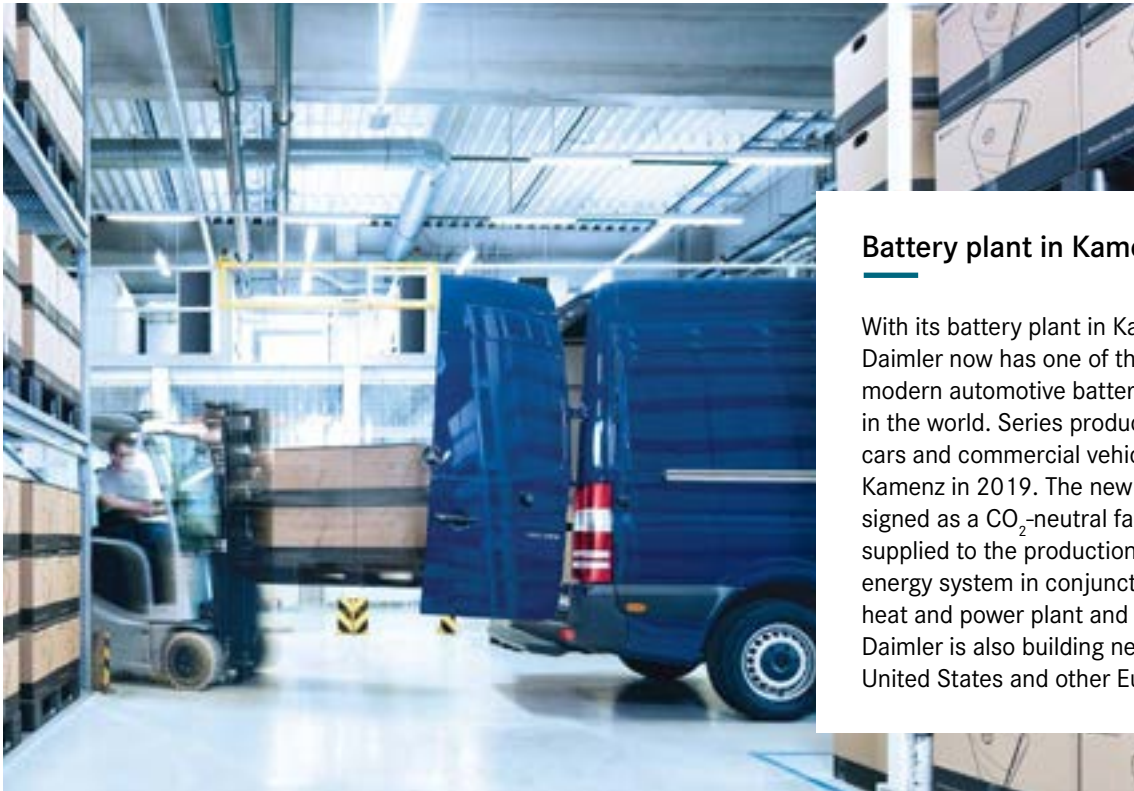 Battery plant in Kam
With its battery plant in Ka
Daimler now has one of th
modern automotive batter
in the world. Series produc
cars and commercial vehic
Kamenz in 2019. The new
signed as a CO₂-neutral fa
supplied to the production
energy system in conjunct
heat and power plant and
Daimler is also building ne
United States and other Eu